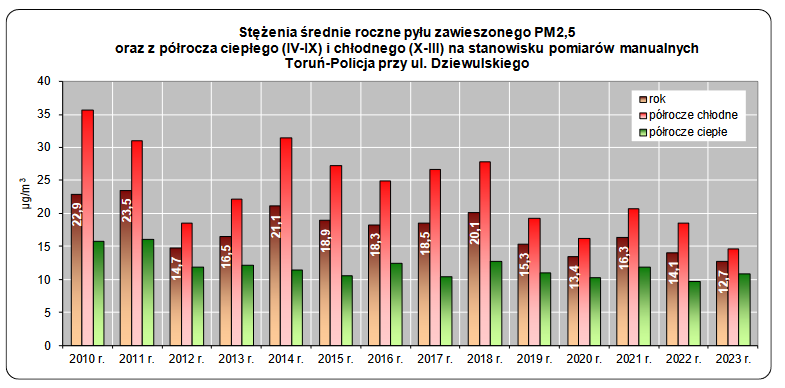 Stężenia średnie roczne pyłu zawieszonego PM2,5
oraz z półrocza ciepłego (IV-IX) i chłodnego (X-III) na stanowisku pomiarów manualnych
Toruń-Policja przy ul. Dziewulskiego
µg/m³
40
35
30
25
20
15
10
5
0
rok
półrocze chłodne
półrocze ciepłe
22,9
23,5
14,7
16,5
21,1
18,9
18,3
18,5
20,1
15,3
13,4
16,3
14,1
12,7
2010 r. 2011 r. 2012 r. 2013 r. 2014 r. 2015 r. 2016 r. 2017 r. 2018 r. 2019 r. 2020 r. 2021 r. 2022 r. 2023 r.